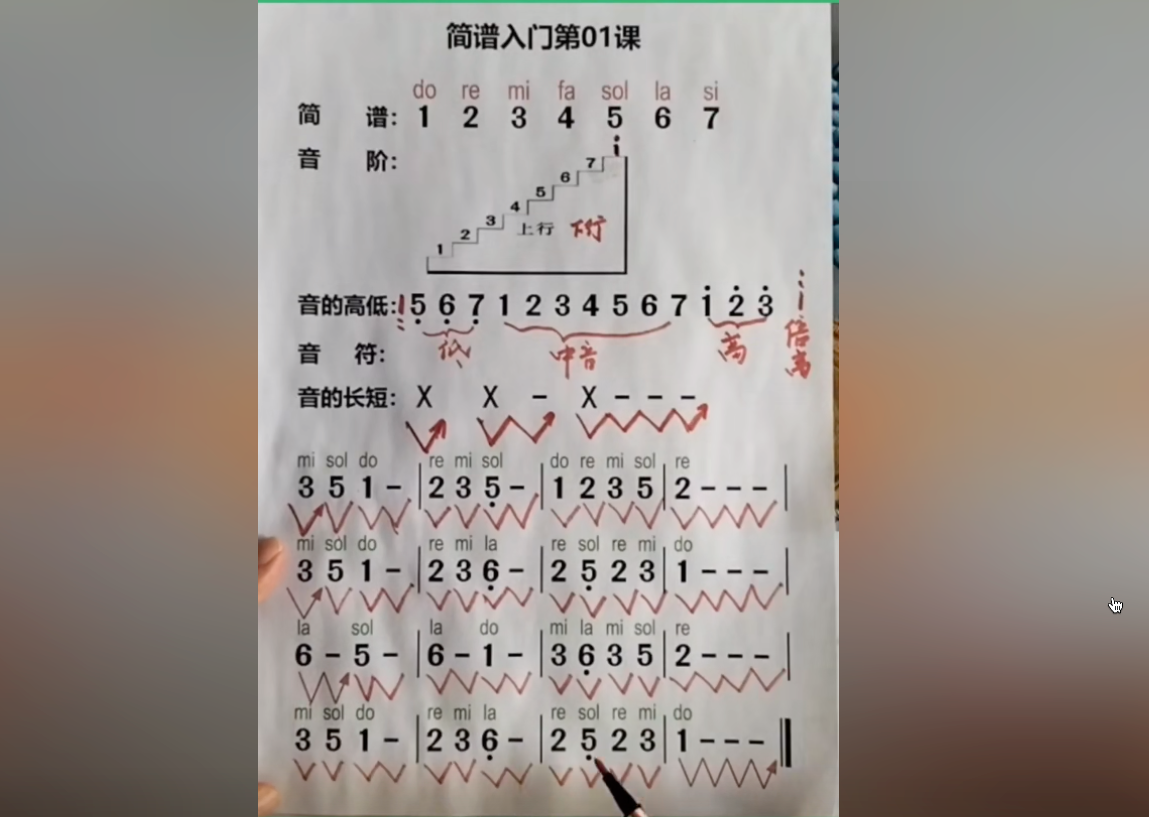 简谱入门第01课
do re mi fa sol la si
简 谱: 1 2 3 4 5 6 7
音 阶:
i
7
6
5
4
3
2
1
上行 下行
音的高低: 5̣ 6̣ 7̣ 1 2 3 4 5 6 7 1̇ 2̇ 3̇
低 中音 高 倍高
音 符:
音的长短: X X – X – – –
mi sol do re mi sol do re mi sol re
3 5 1 – | 2 3 5̣ – | 1 2 3 5 | 2 – – – |
mi sol do re mi la re sol re mi do
3 5 1 – | 2 3 6̣ – | 2 5̣ 2 3 | 1 – – – |
la sol la do mi la mi sol re
6 – 5 – | 6 – 1 – | 3 6̣ 3 5 | 2 – – – |
mi sol do re mi la re sol re mi do
3 5 1 – | 2 3 6̣ – | 2 5̣ 2 3 | 1 – – – ‖